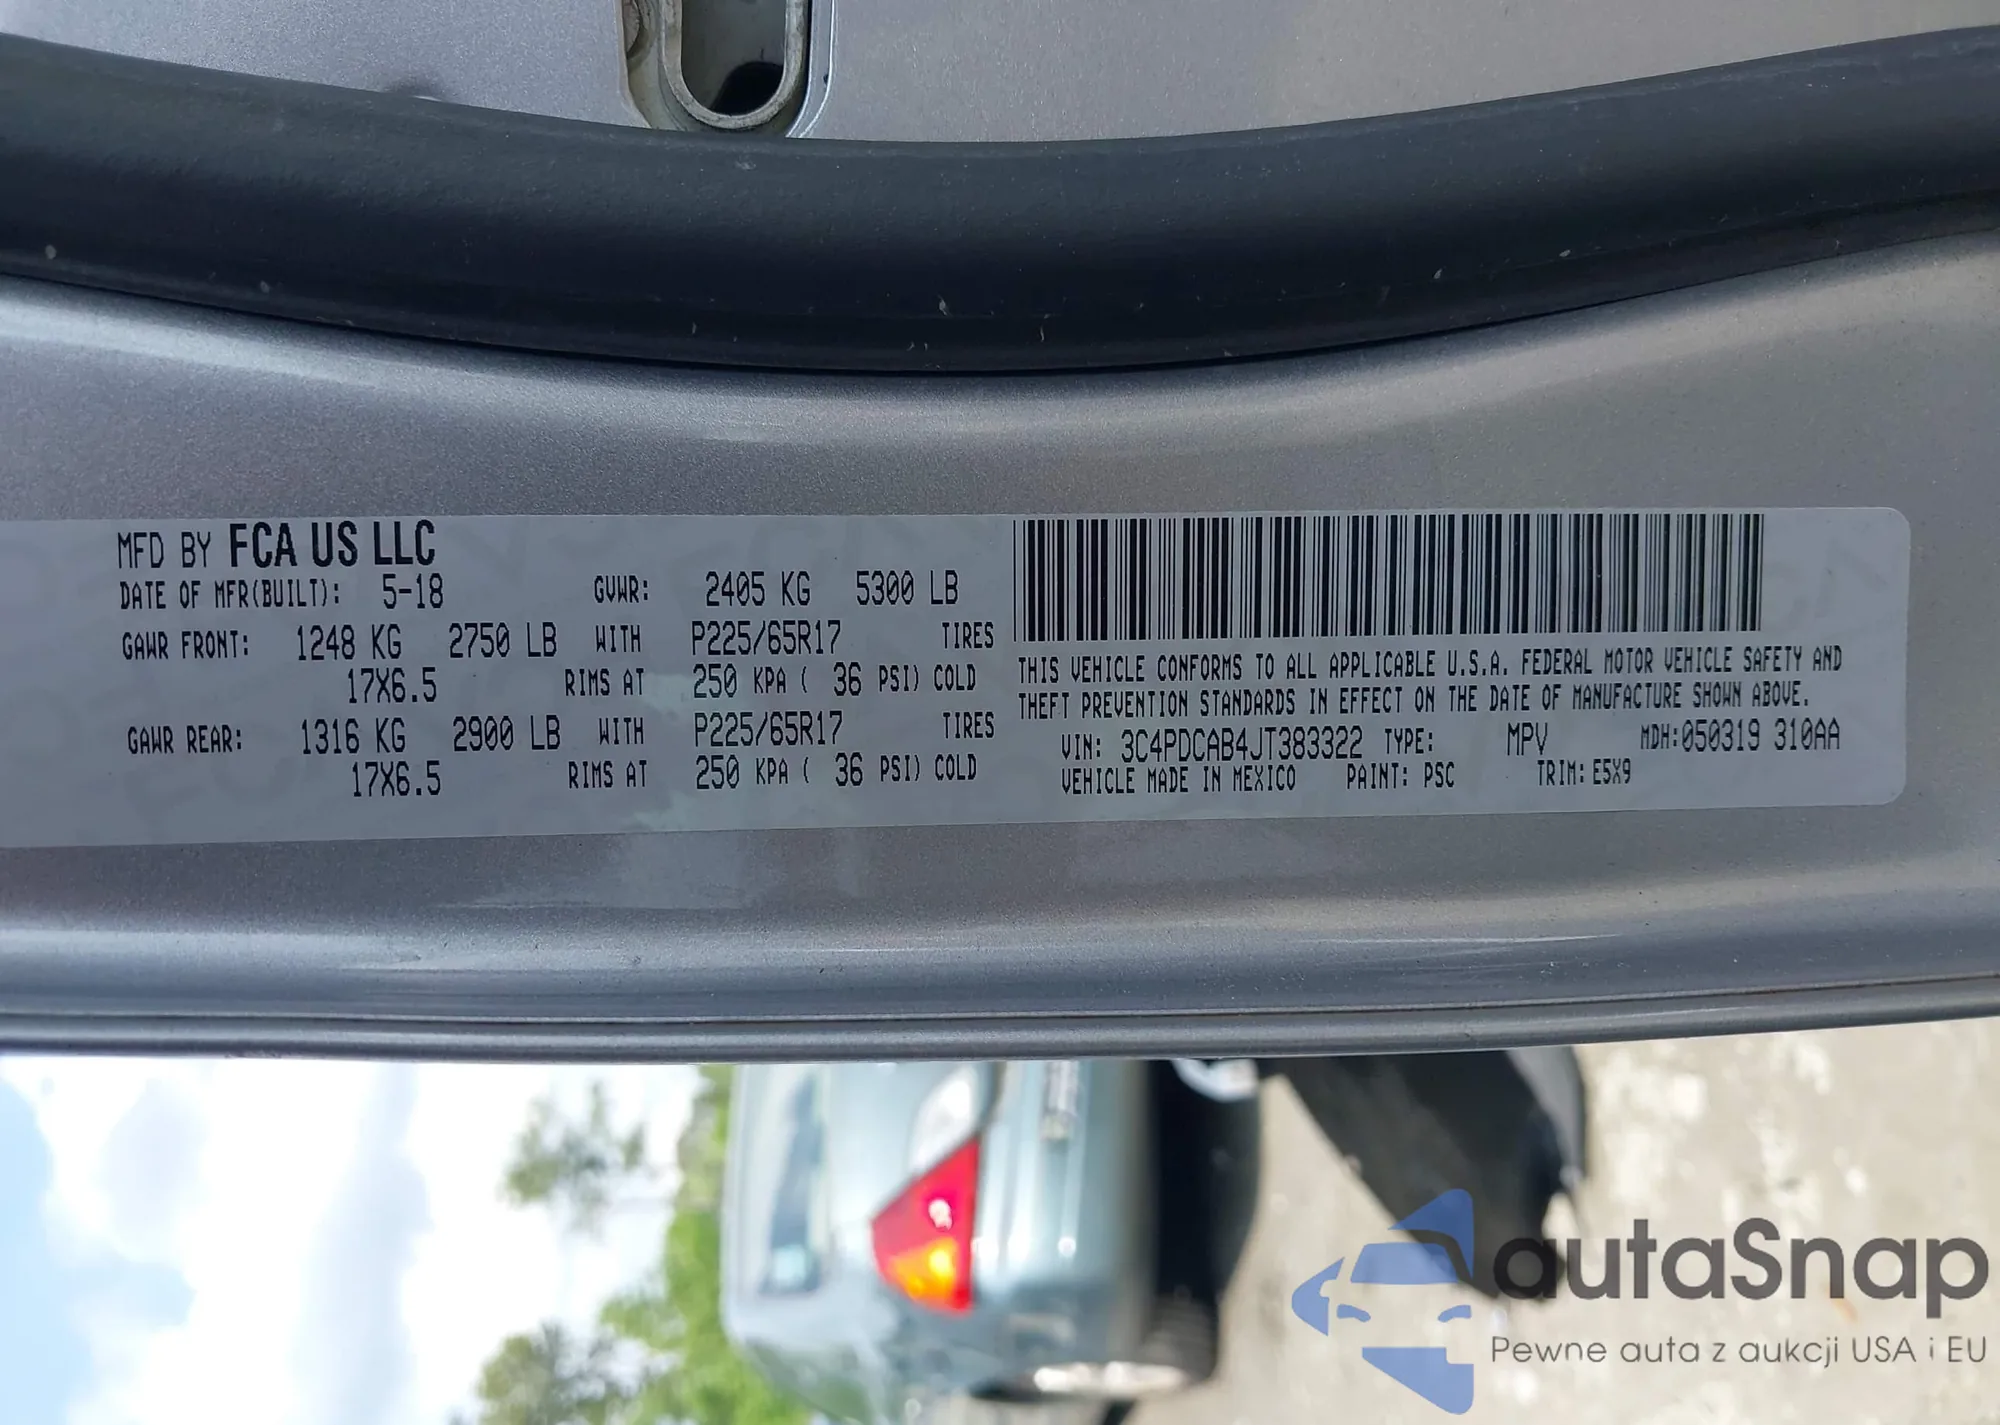 MFD BY FCA US LLC
DATE OF MFR(BUILT): 5-18 GVWR: 2405 KG 5300 LB
GAWR FRONT: 1248 KG 2750 LB WITH P225/65R17 TIRES
17X6.5 RIMS AT 250 KPA ( 36 PSI) COLD
GAWR REAR: 1316 KG 2900 LB WITH P225/65R17 TIRES
17X6.5 RIMS AT 250 KPA ( 36 PSI) COLD
THIS VEHICLE CONFORMS TO ALL APPLICABLE U.S.A. FEDERAL MOTOR VEHICLE SAFETY AND
THEFT PREVENTION STANDARDS IN EFFECT ON THE DATE OF MANUFACTURE SHOWN ABOVE.
VIN: 3C4PDCAB4JT383322 TYPE: MPV MDH:050319 310AA
VEHICLE MADE IN MEXICO PAINT: PSC TRIM: E5X9
autaSnap
Pewne auta z aukcji USA i EU